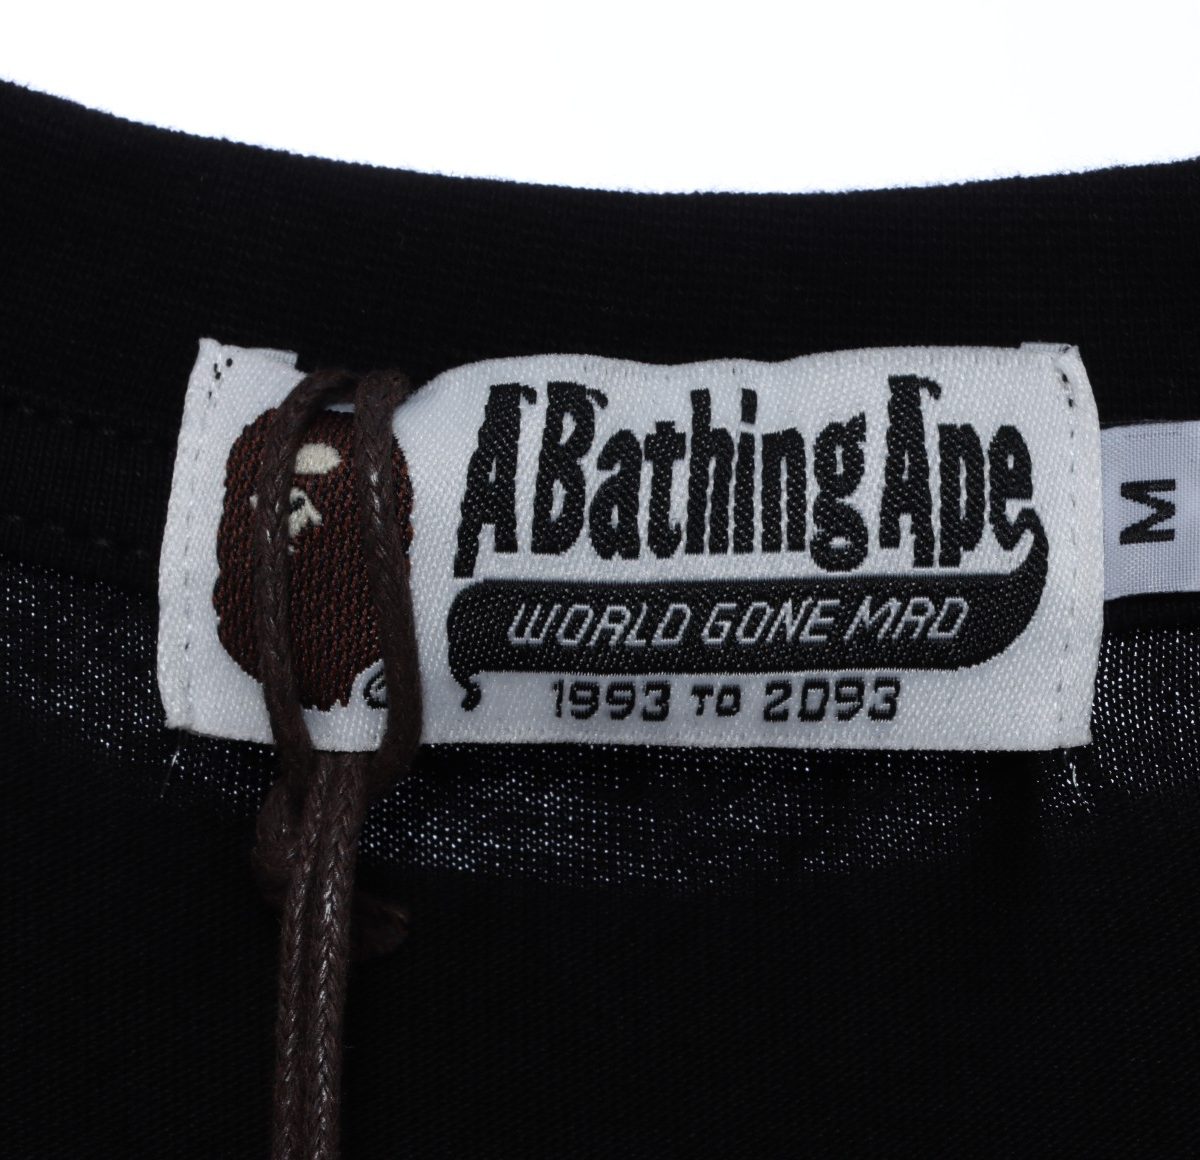 A Bathing Ape
WORLD GONE MAD
1993 TO 2093
M